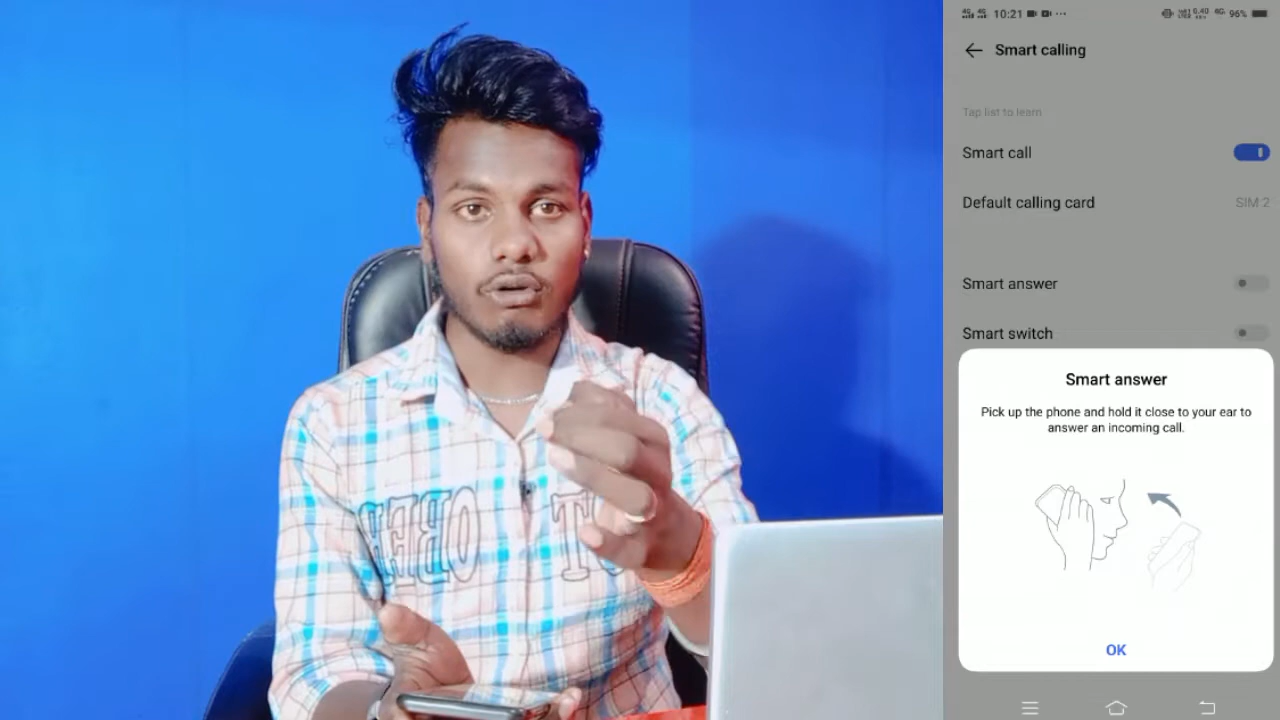 10:21
96%
Smart calling
Tap list to learn
Smart call
Default calling card
SIM 2
Smart answer
Smart switch
Smart answer
Pick up the phone and hold it close to your ear to
answer an incoming call.
OK